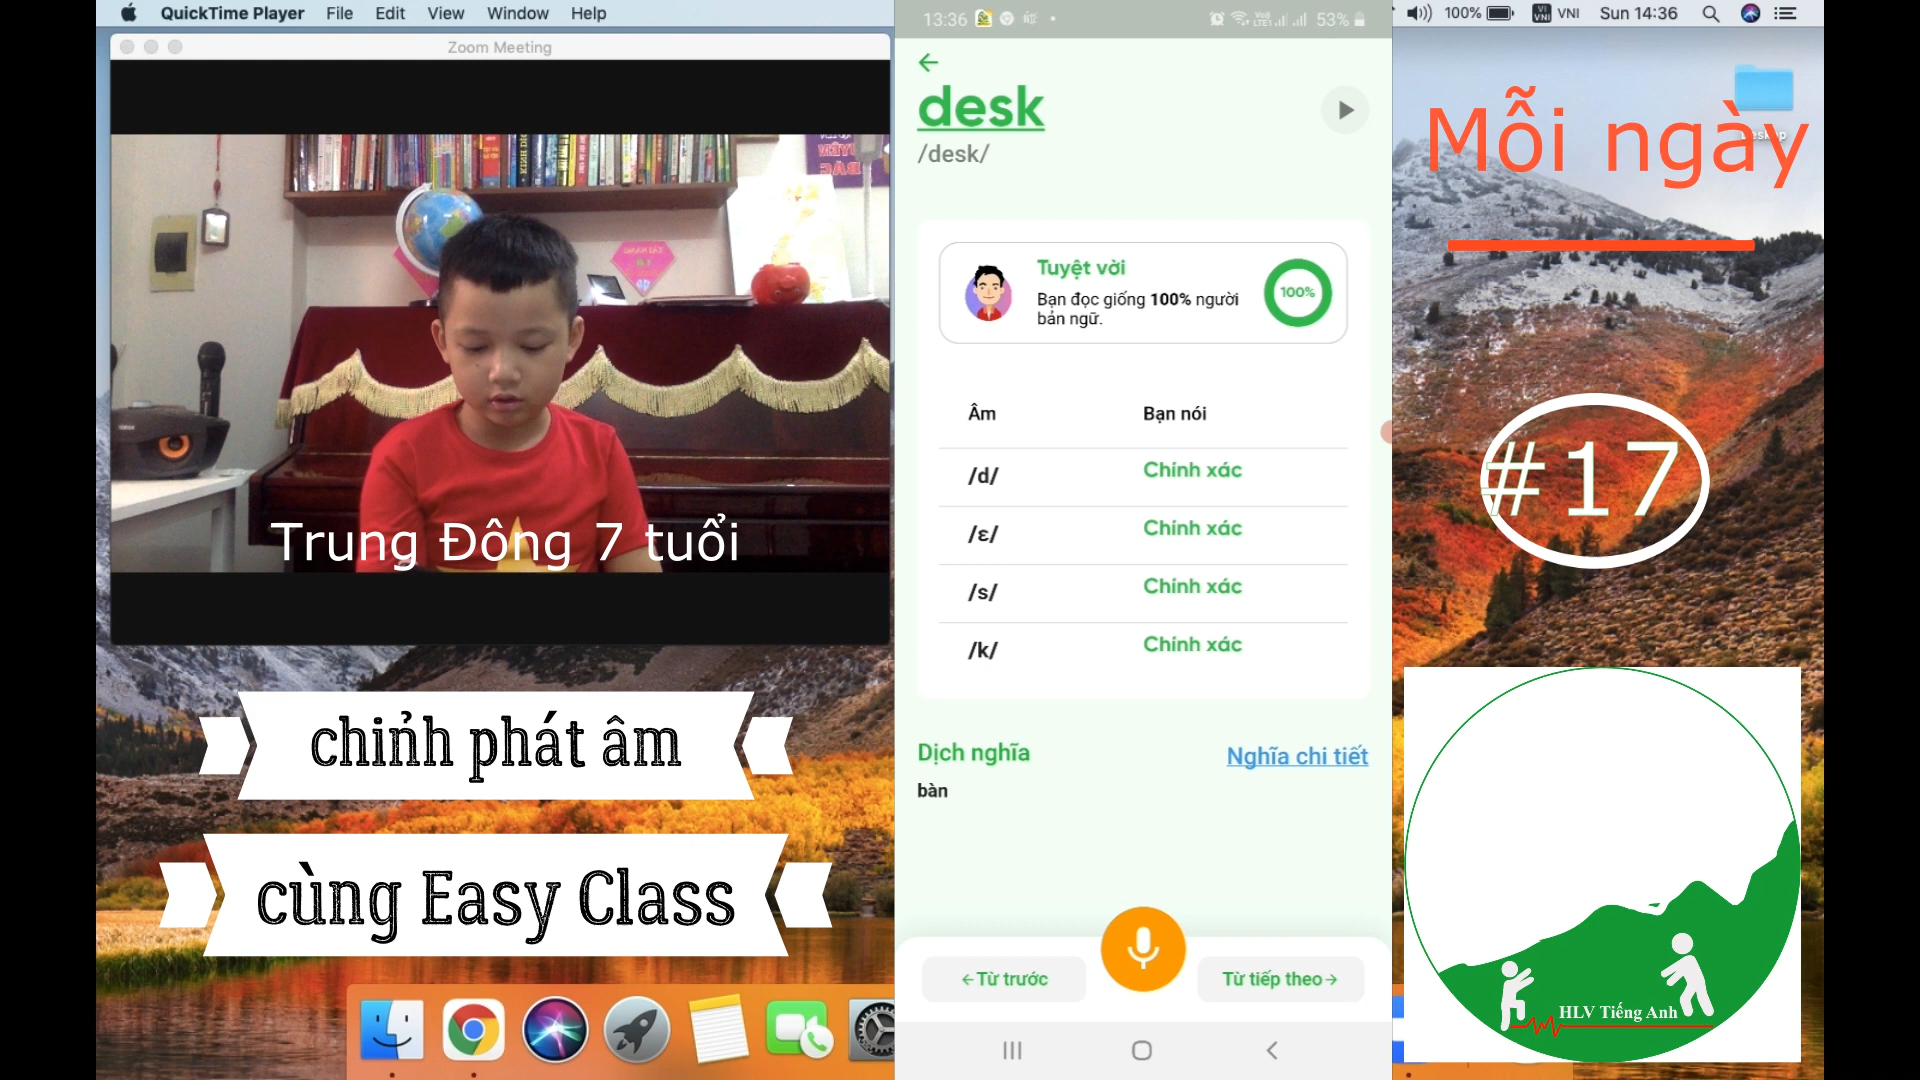 QuickTime Player File Edit View Window Help
Zoom Meeting
Trung Đông 7 tuổi
chỉnh phát âm
cùng Easy Class
13:36
53%
desk
/desk/
Tuyệt vời
Bạn đọc giống 100% người
bản ngữ.
100%
Âm Bạn nói
/d/ Chính xác
/ɛ/ Chính xác
/s/ Chính xác
/k/ Chính xác
Dịch nghĩa Nghĩa chi tiết
bàn
←Từ trước Từ tiếp theo→
100% VNI Sun 14:36
Mỗi ngày
#17
HLV Tiếng Anh